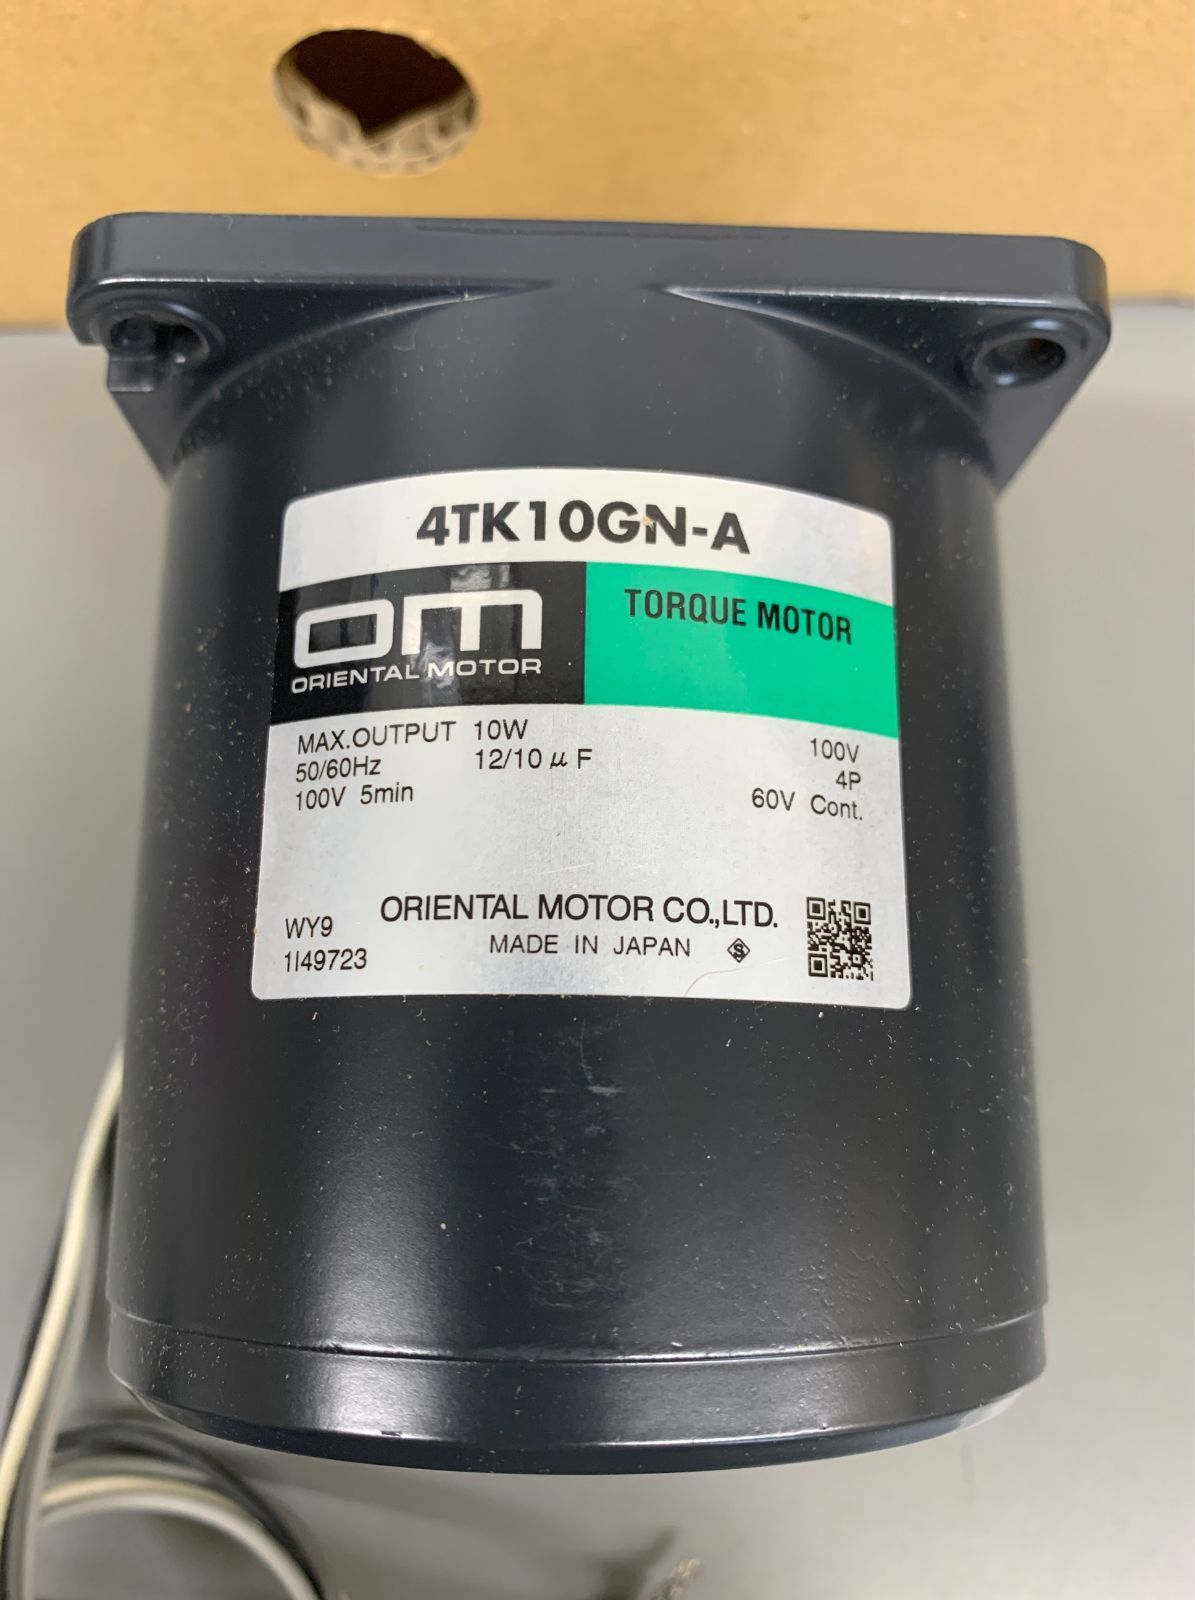 4TK10GN-A
om
ORIENTAL MOTOR
TORQUE MOTOR
MAX.OUTPUT 10W 100V
50/60Hz 12/10 μ F 4P
100V 5min 60V Cont.
WY9
1I49723
ORIENTAL MOTOR CO.,LTD.
MADE IN JAPAN S